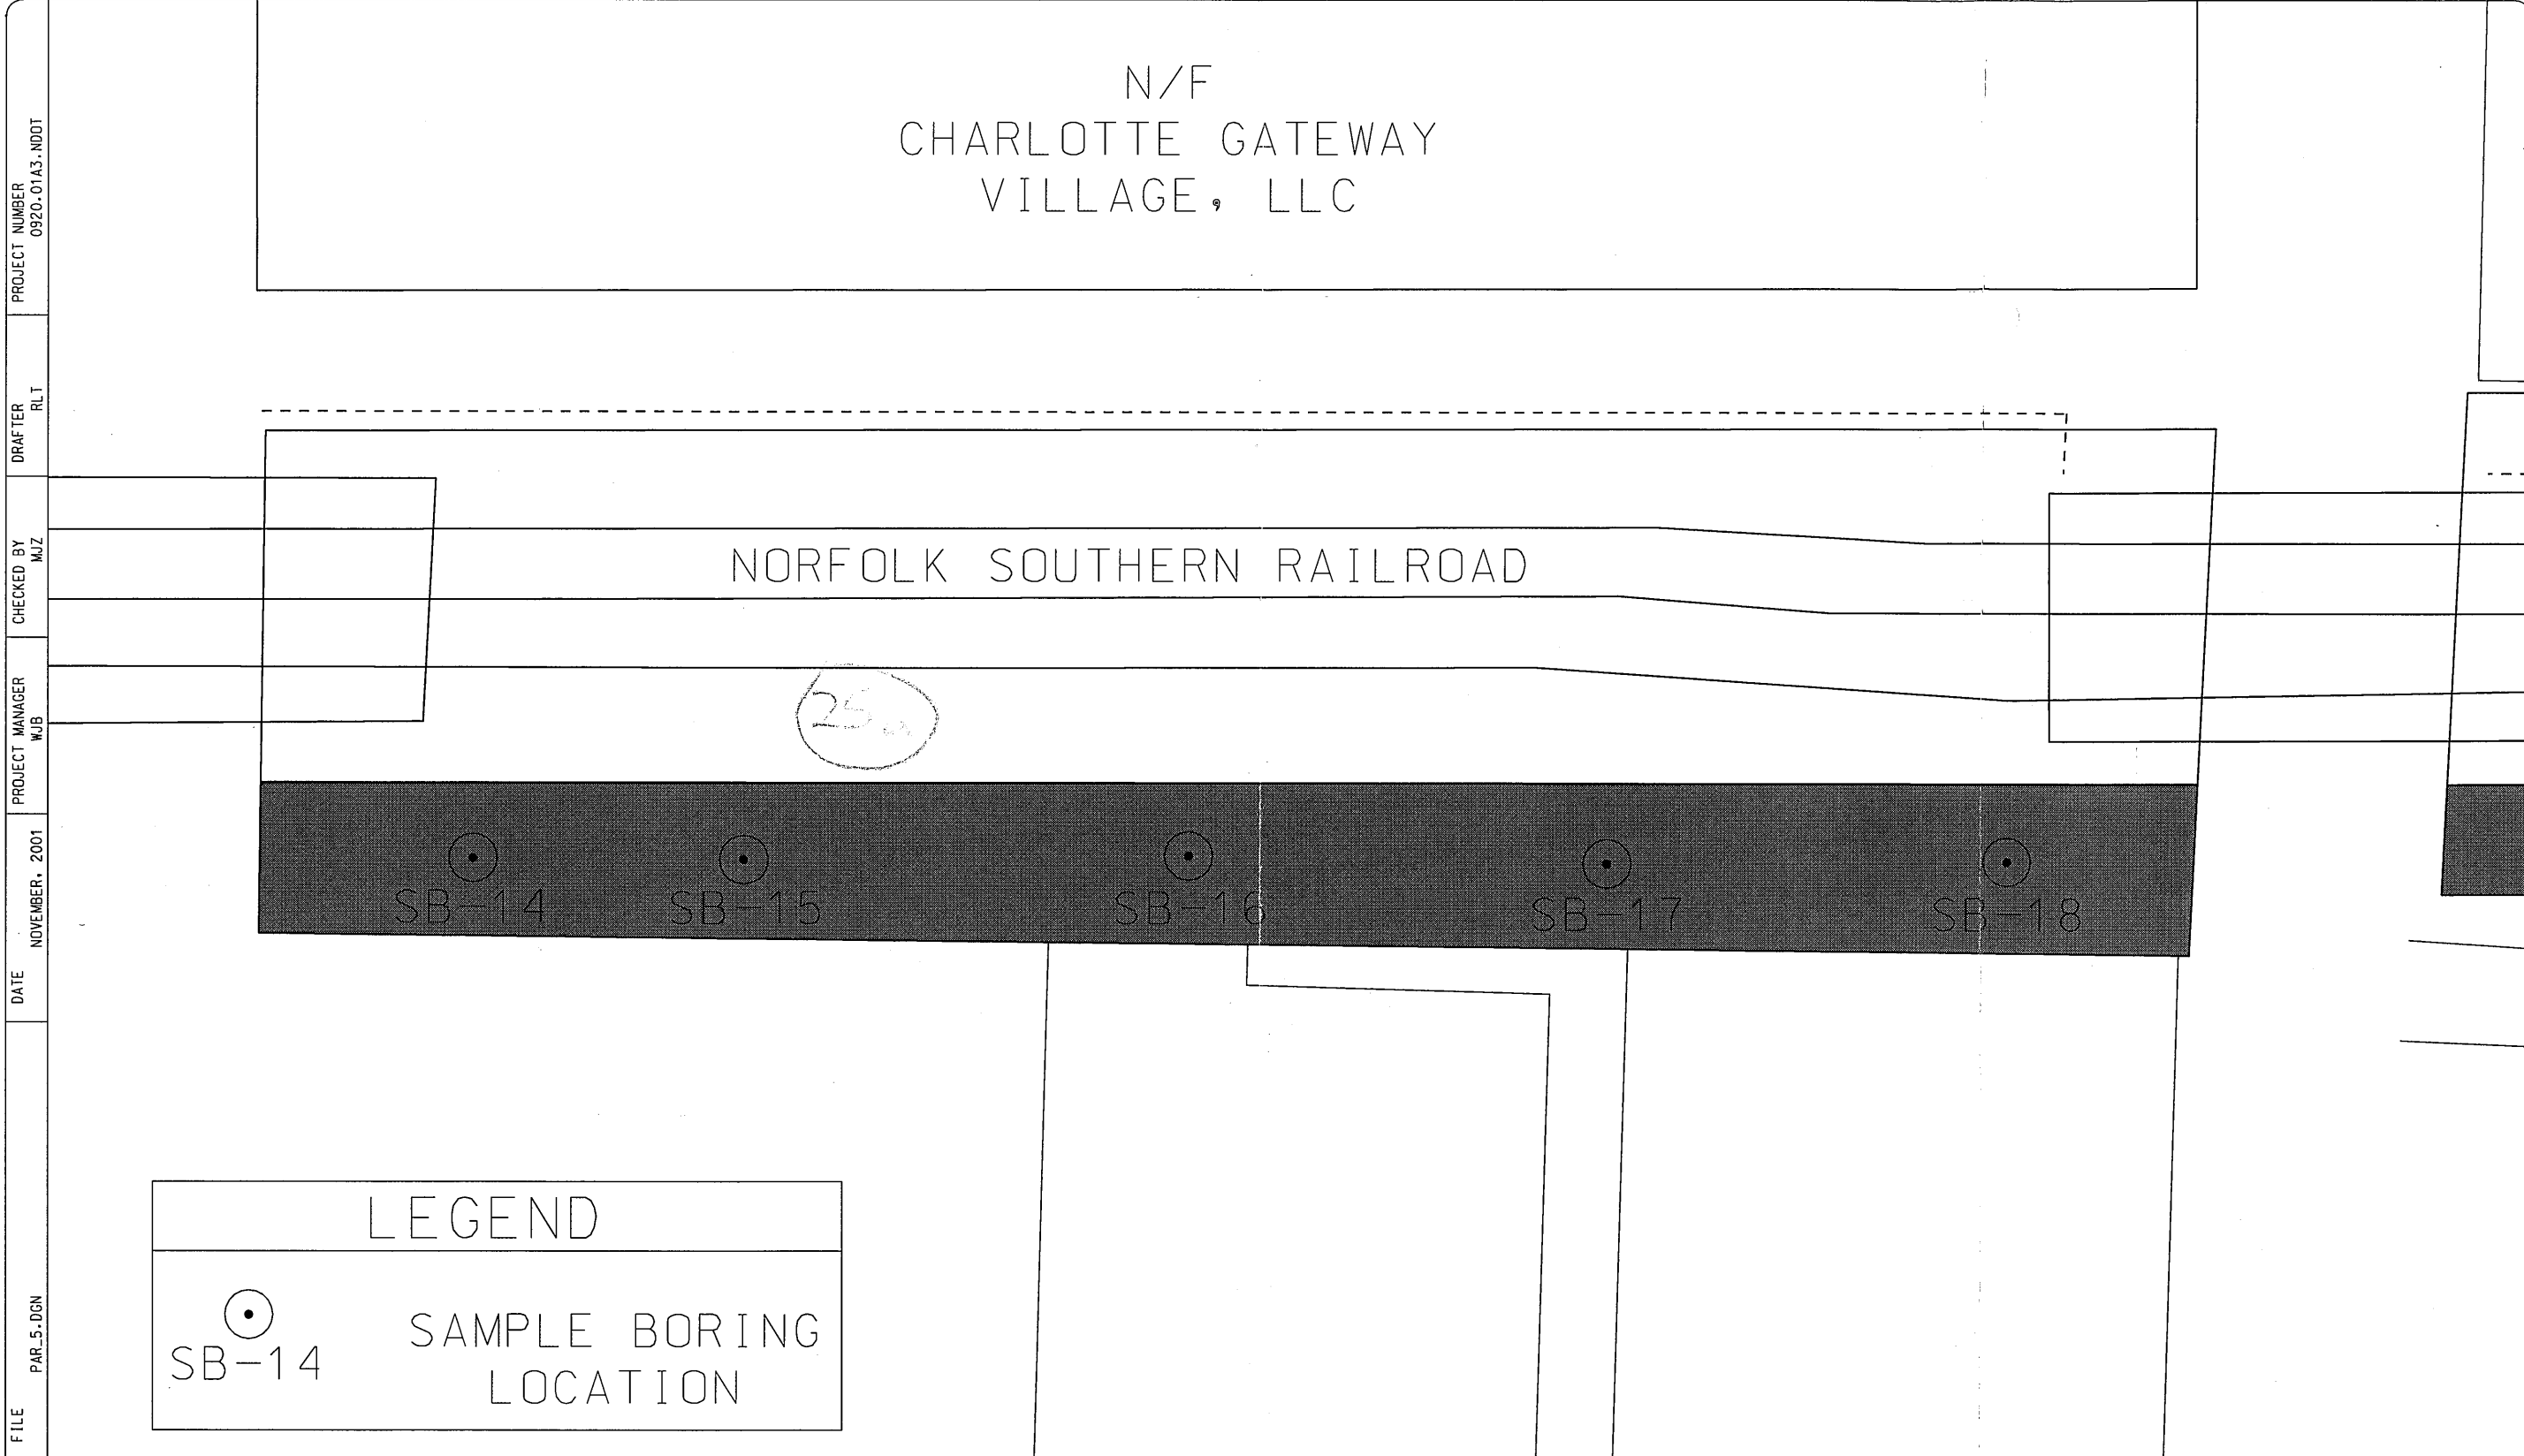 N/F
CHARLOTTE GATEWAY
VILLAGE, LLC
NORFOLK SOUTHERN RAILROAD
25
SB-14
SB-15
SB-16
SB-17
SB-18
LEGEND
SB-14
SAMPLE BORING
LOCATION
PROJECT NUMBER
0920.01A3.NDOT
DRAFTER
RLT
CHECKED BY
MJZ
PROJECT MANAGER
WJB
DATE
NOVEMBER, 2001
FILE
PAR_5.DGN